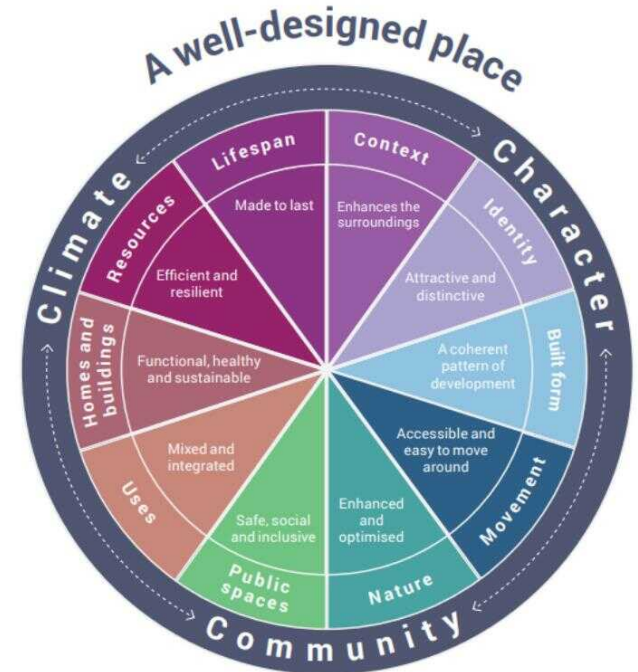 A well-designed place
Climate
Character
Community
Context
Enhances the
surroundings
Identity
Attractive and
distinctive
Built form
A coherent
pattern of
development
Movement
Accessible and
easy to move
around
Nature
Enhanced
and
optimised
Public
spaces
Safe, social
and inclusive
Uses
Mixed and
integrated
Homes and
buildings
Functional, healthy
and sustainable
Resources
Efficient and
resilient
Lifespan
Made to last